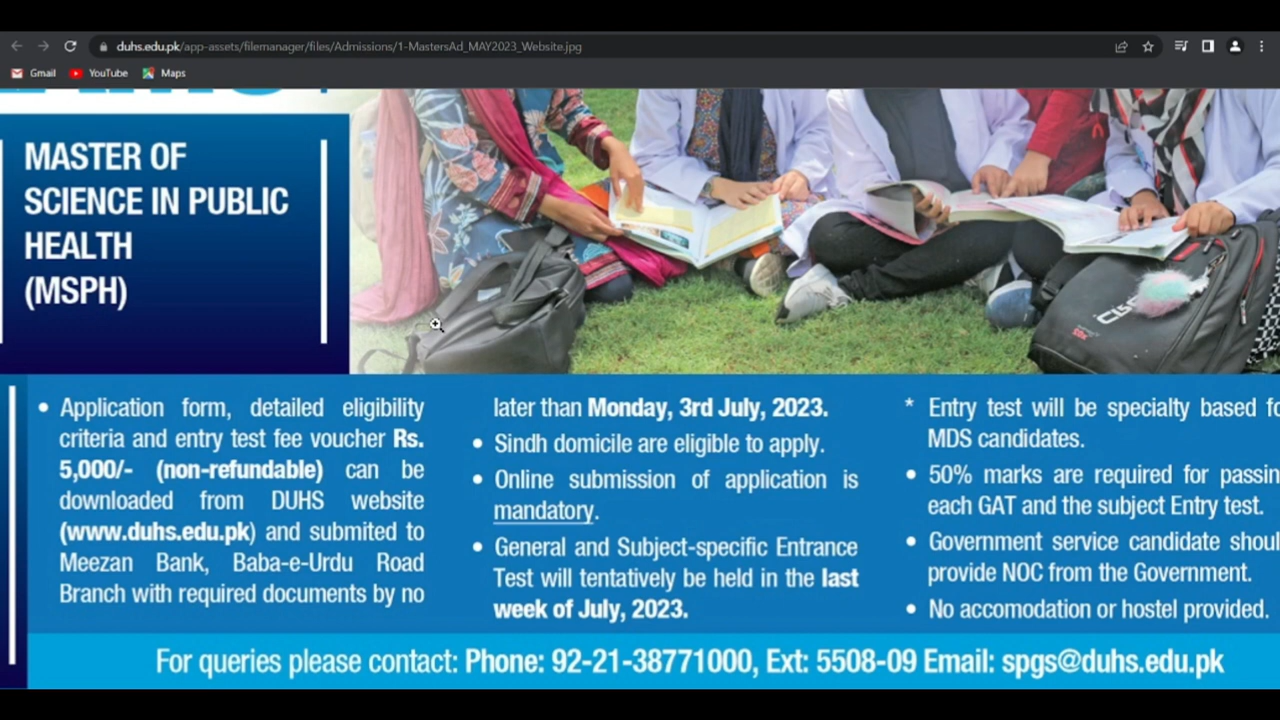 duhs.edu.pk/app-assets/filemanager/files/Admissions/1-MastersAd_MAY2023_Website.jpg
Gmail YouTube Maps
MASTER OF
SCIENCE IN PUBLIC
HEALTH
(MSPH)
• Application form, detailed eligibility
criteria and entry test fee voucher Rs.
5,000/- (non-refundable) can be
downloaded from DUHS website
(www.duhs.edu.pk) and submited to
Meezan Bank, Baba-e-Urdu Road
Branch with required documents by no
later than Monday, 3rd July, 2023.
• Sindh domicile are eligible to apply.
• Online submission of application is
mandatory.
• General and Subject-specific Entrance
Test will tentatively be held in the last
week of July, 2023.
* Entry test will be specialty based fo
MDS candidates.
• 50% marks are required for passin
each GAT and the subject Entry test.
• Government service candidate shoul
provide NOC from the Government.
• No accomodation or hostel provided.
For queries please contact: Phone: 92-21-38771000, Ext: 5508-09 Email: spgs@duhs.edu.pk